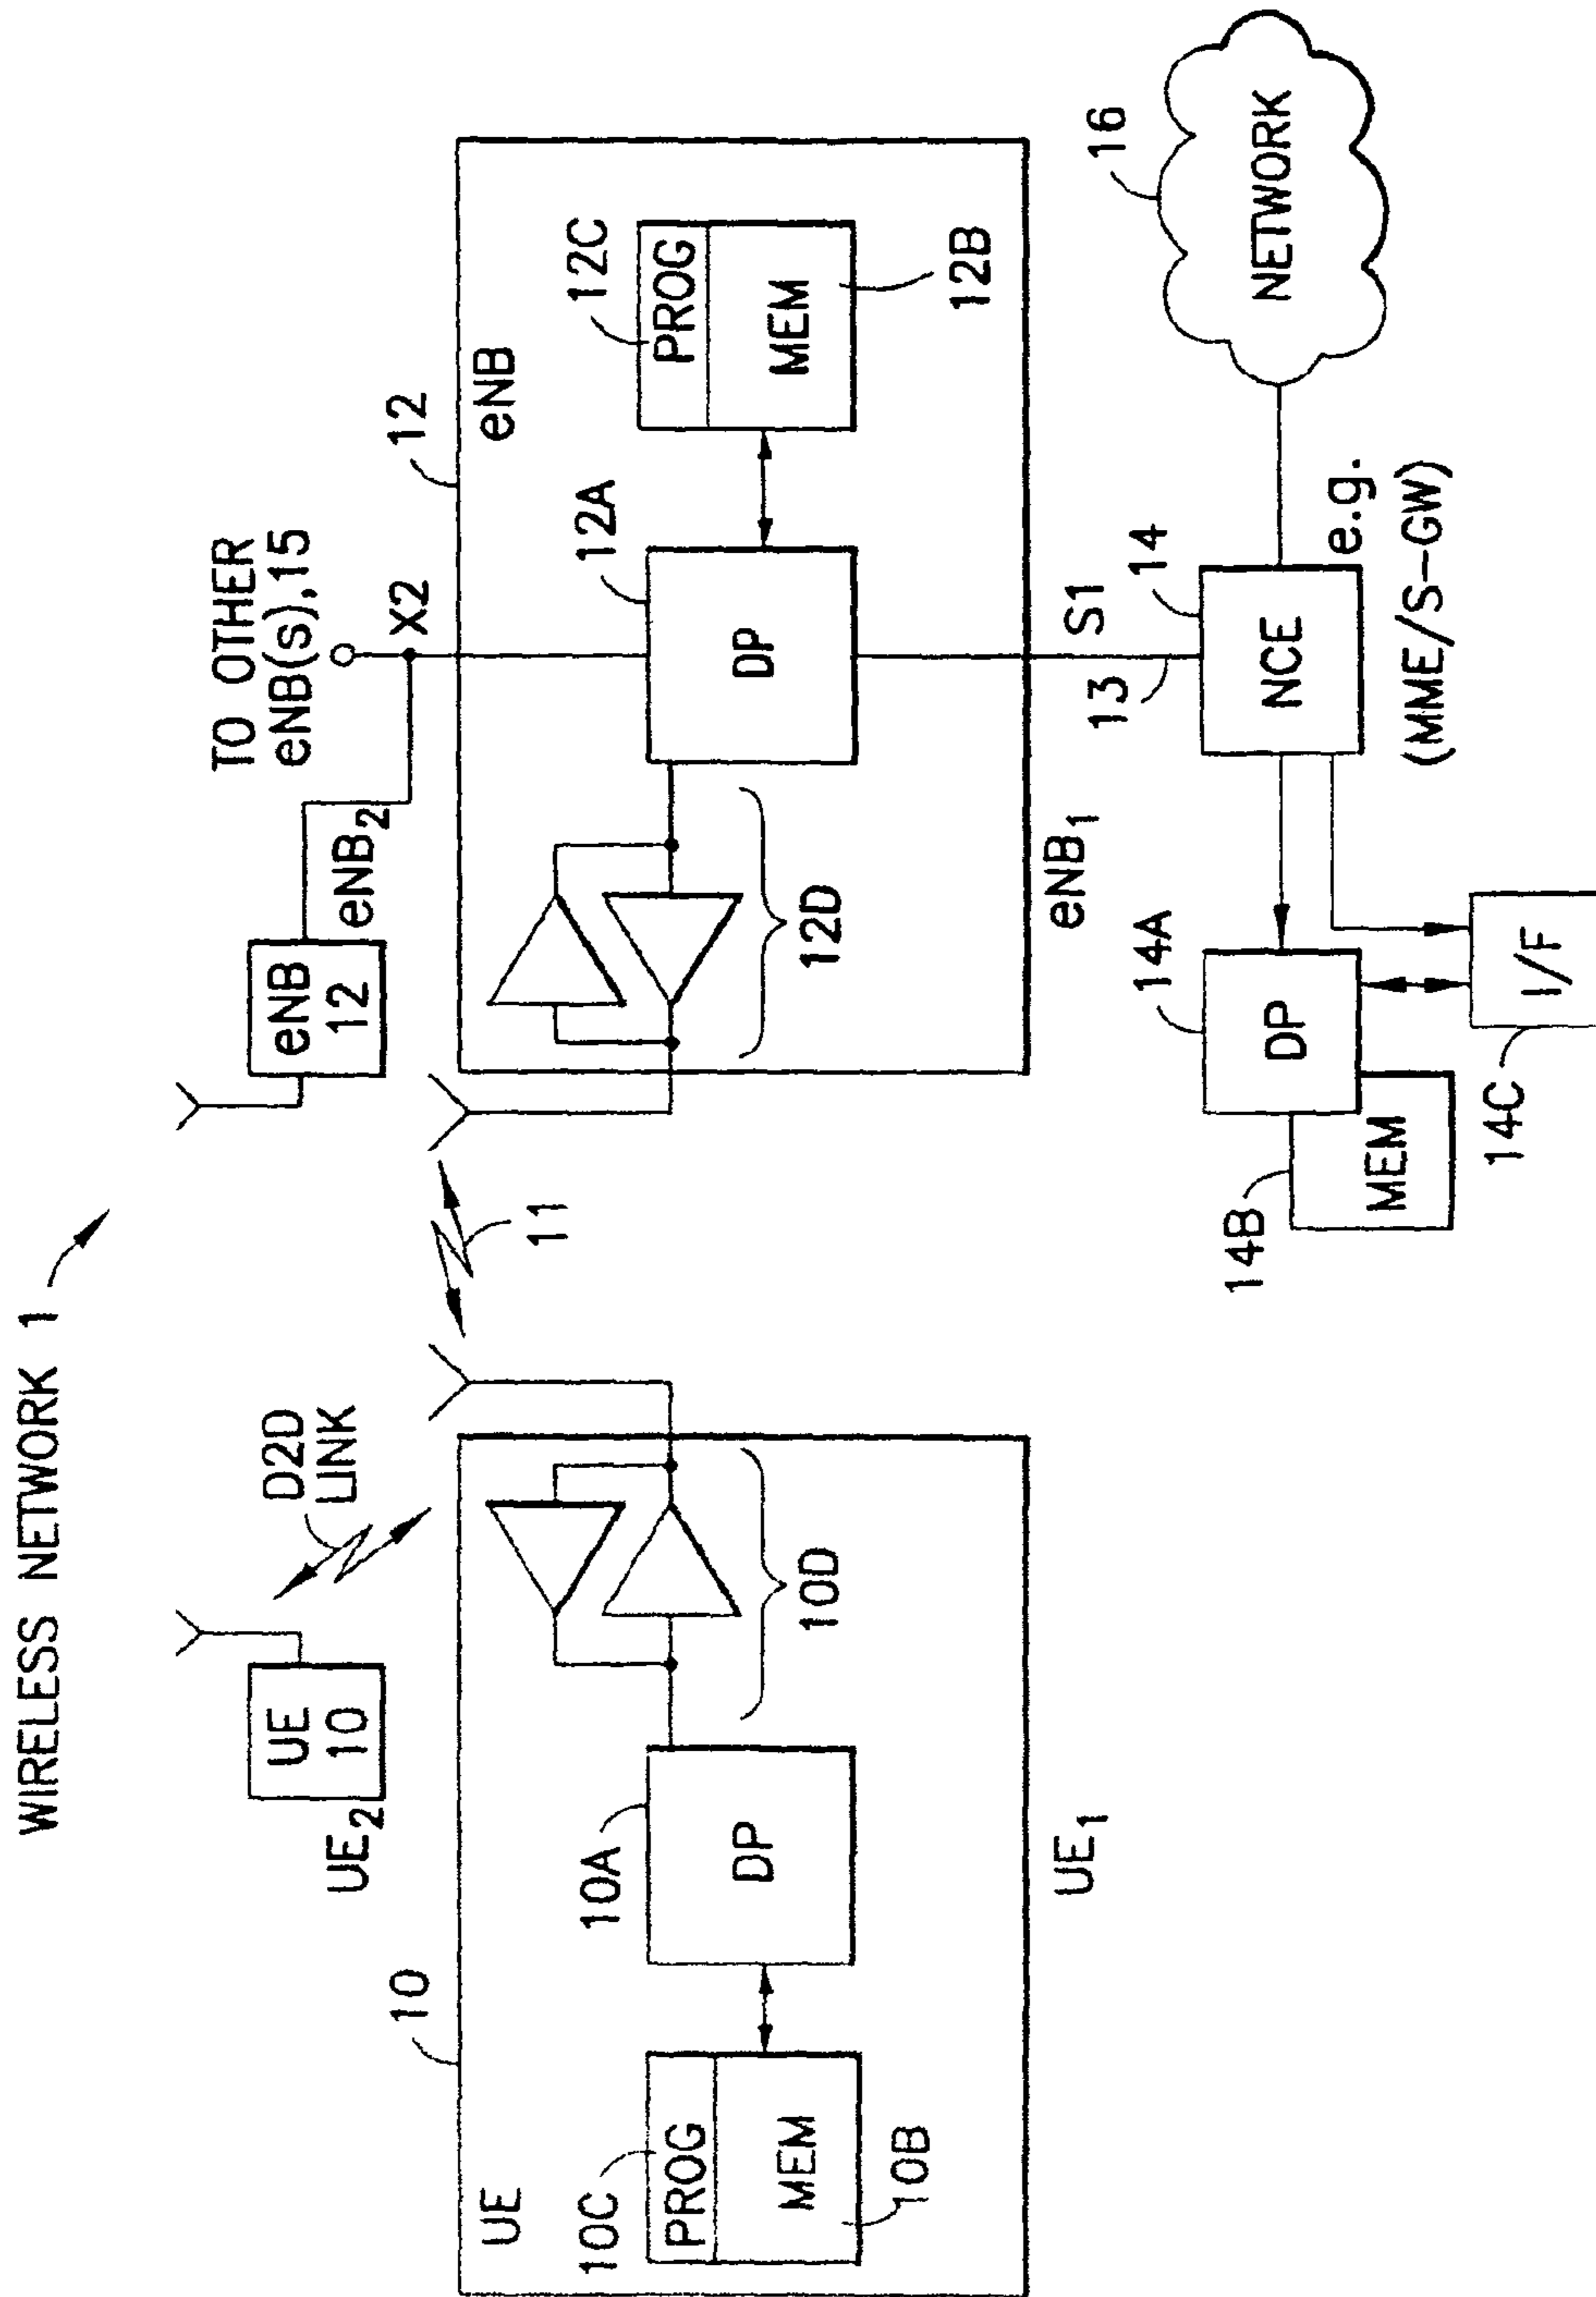 WIRELESS NETWORK 1
D2D
LINK
UE
10
UE2
10
UE
10C
PROG
MEM
10B
10A
DP
10D
UE1
11
TO OTHER
eNB(s),15
X2
eNB
12
eNB2
12
eNB
12A
DP
12C
PROG
MEM
12B
12D
eNB1
S1
13
14
NCE
e.g.
(MME/S-GW)
16
NETWORK
14A
DP
14B
MEM
14C
I/F